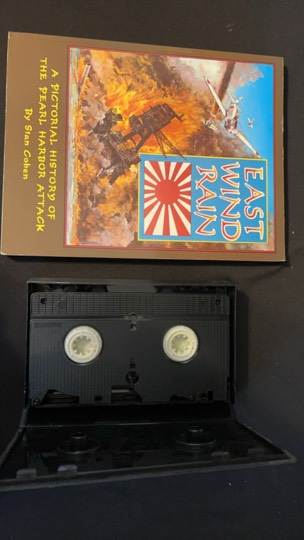 EAST
WIND
RAIN
A PICTORIAL HISTORY OF
THE PEARL HARBOR ATTACK
By Stan Cohen